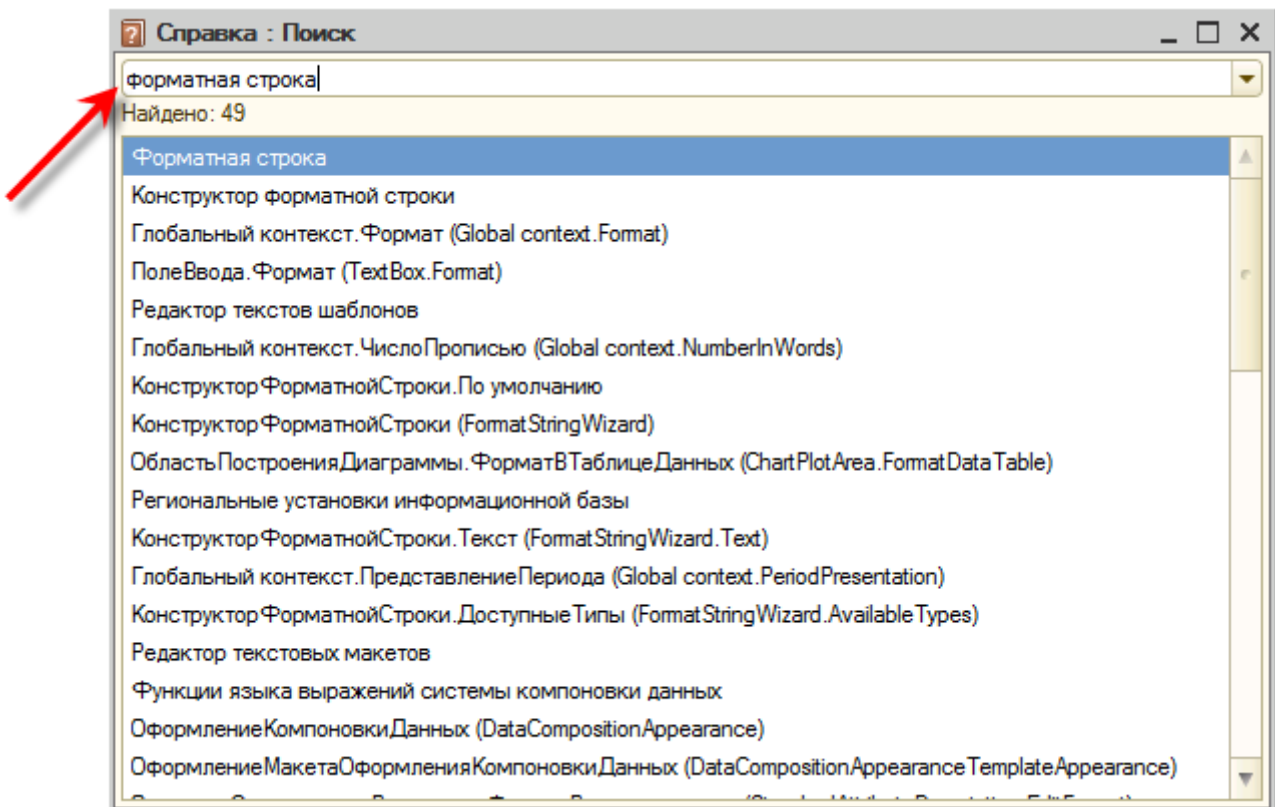 Справка : Поиск
форматная строка
Найдено: 49
Форматная строка
Конструктор форматной строки
Глобальный контекст.Формат (Global context.Format)
ПолеВвода.Формат (TextBox.Format)
Редактор текстов шаблонов
Глобальный контекст.ЧислоПрописью (Global context.NumberInWords)
КонструкторФорматнойСтроки.По умолчанию
КонструкторФорматнойСтроки (FormatStringWizard)
ОбластьПостроенияДиаграммы.ФорматВТаблицеДанных (ChartPlotArea.FormatDataTable)
Региональные установки информационной базы
КонструкторФорматнойСтроки.Текст (FormatStringWizard.Text)
Глобальный контекст.ПредставлениеПериода (Global context.PeriodPresentation)
КонструкторФорматнойСтроки.ДоступныеТипы (FormatStringWizard.AvailableTypes)
Редактор текстовых макетов
Функции языка выражений системы компоновки данных
ОформлениеКомпоновкиДанных (DataCompositionAppearance)
ОформлениеМакетаОформленияКомпоновкиДанных (DataCompositionAppearanceTemplateAppearance)